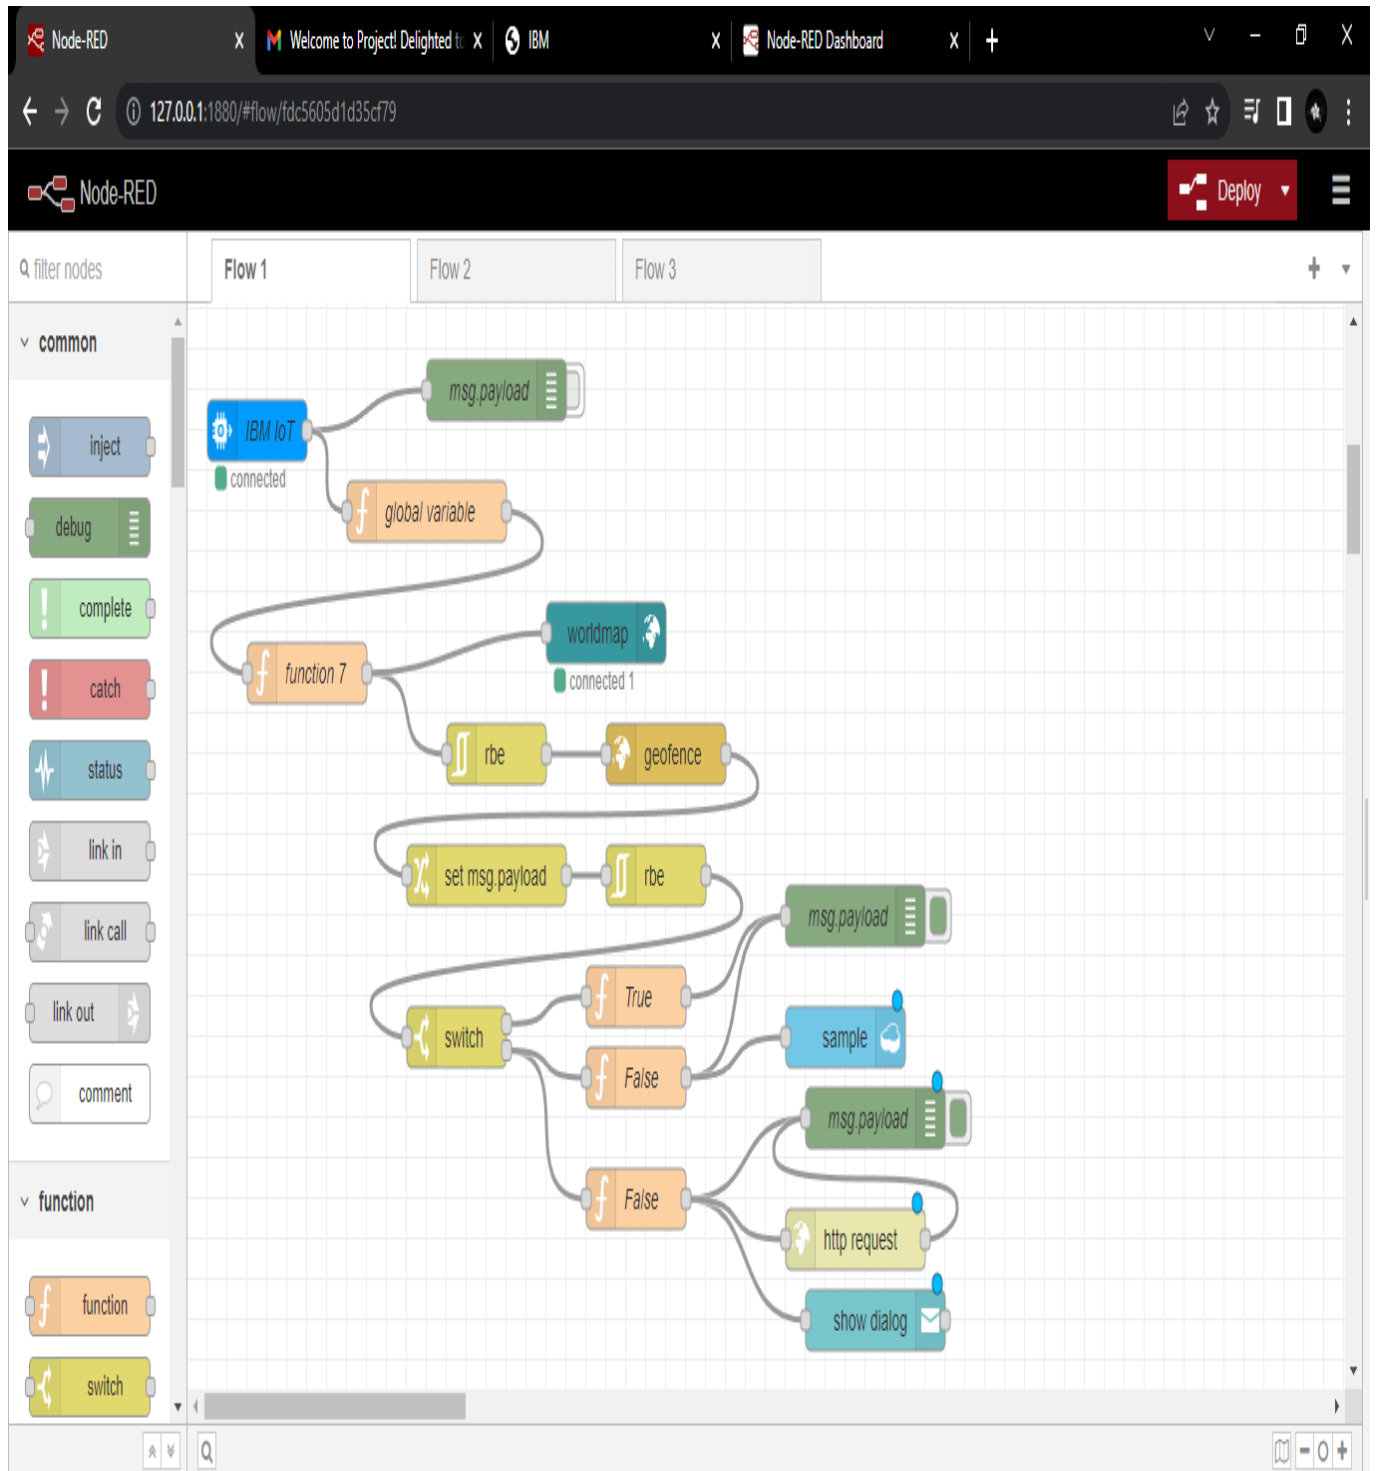 Node-RED
Welcome to Project! Delighted to
IBM
Node-RED Dashboard
127.0.0.1:1880/#flow/fdc5605d1d35cf79
Node-RED
Deploy
filter nodes
Flow 1
Flow 2
Flow 3
common
inject
debug
complete
catch
status
link in
link call
link out
comment
function
function
switch
msg.payload
IBM IoT
connected
global variable
worldmap
connected 1
function 7
rbe
geofence
set msg.payload
rbe
msg.payload
True
switch
sample
False
msg.payload
False
http request
show dialog